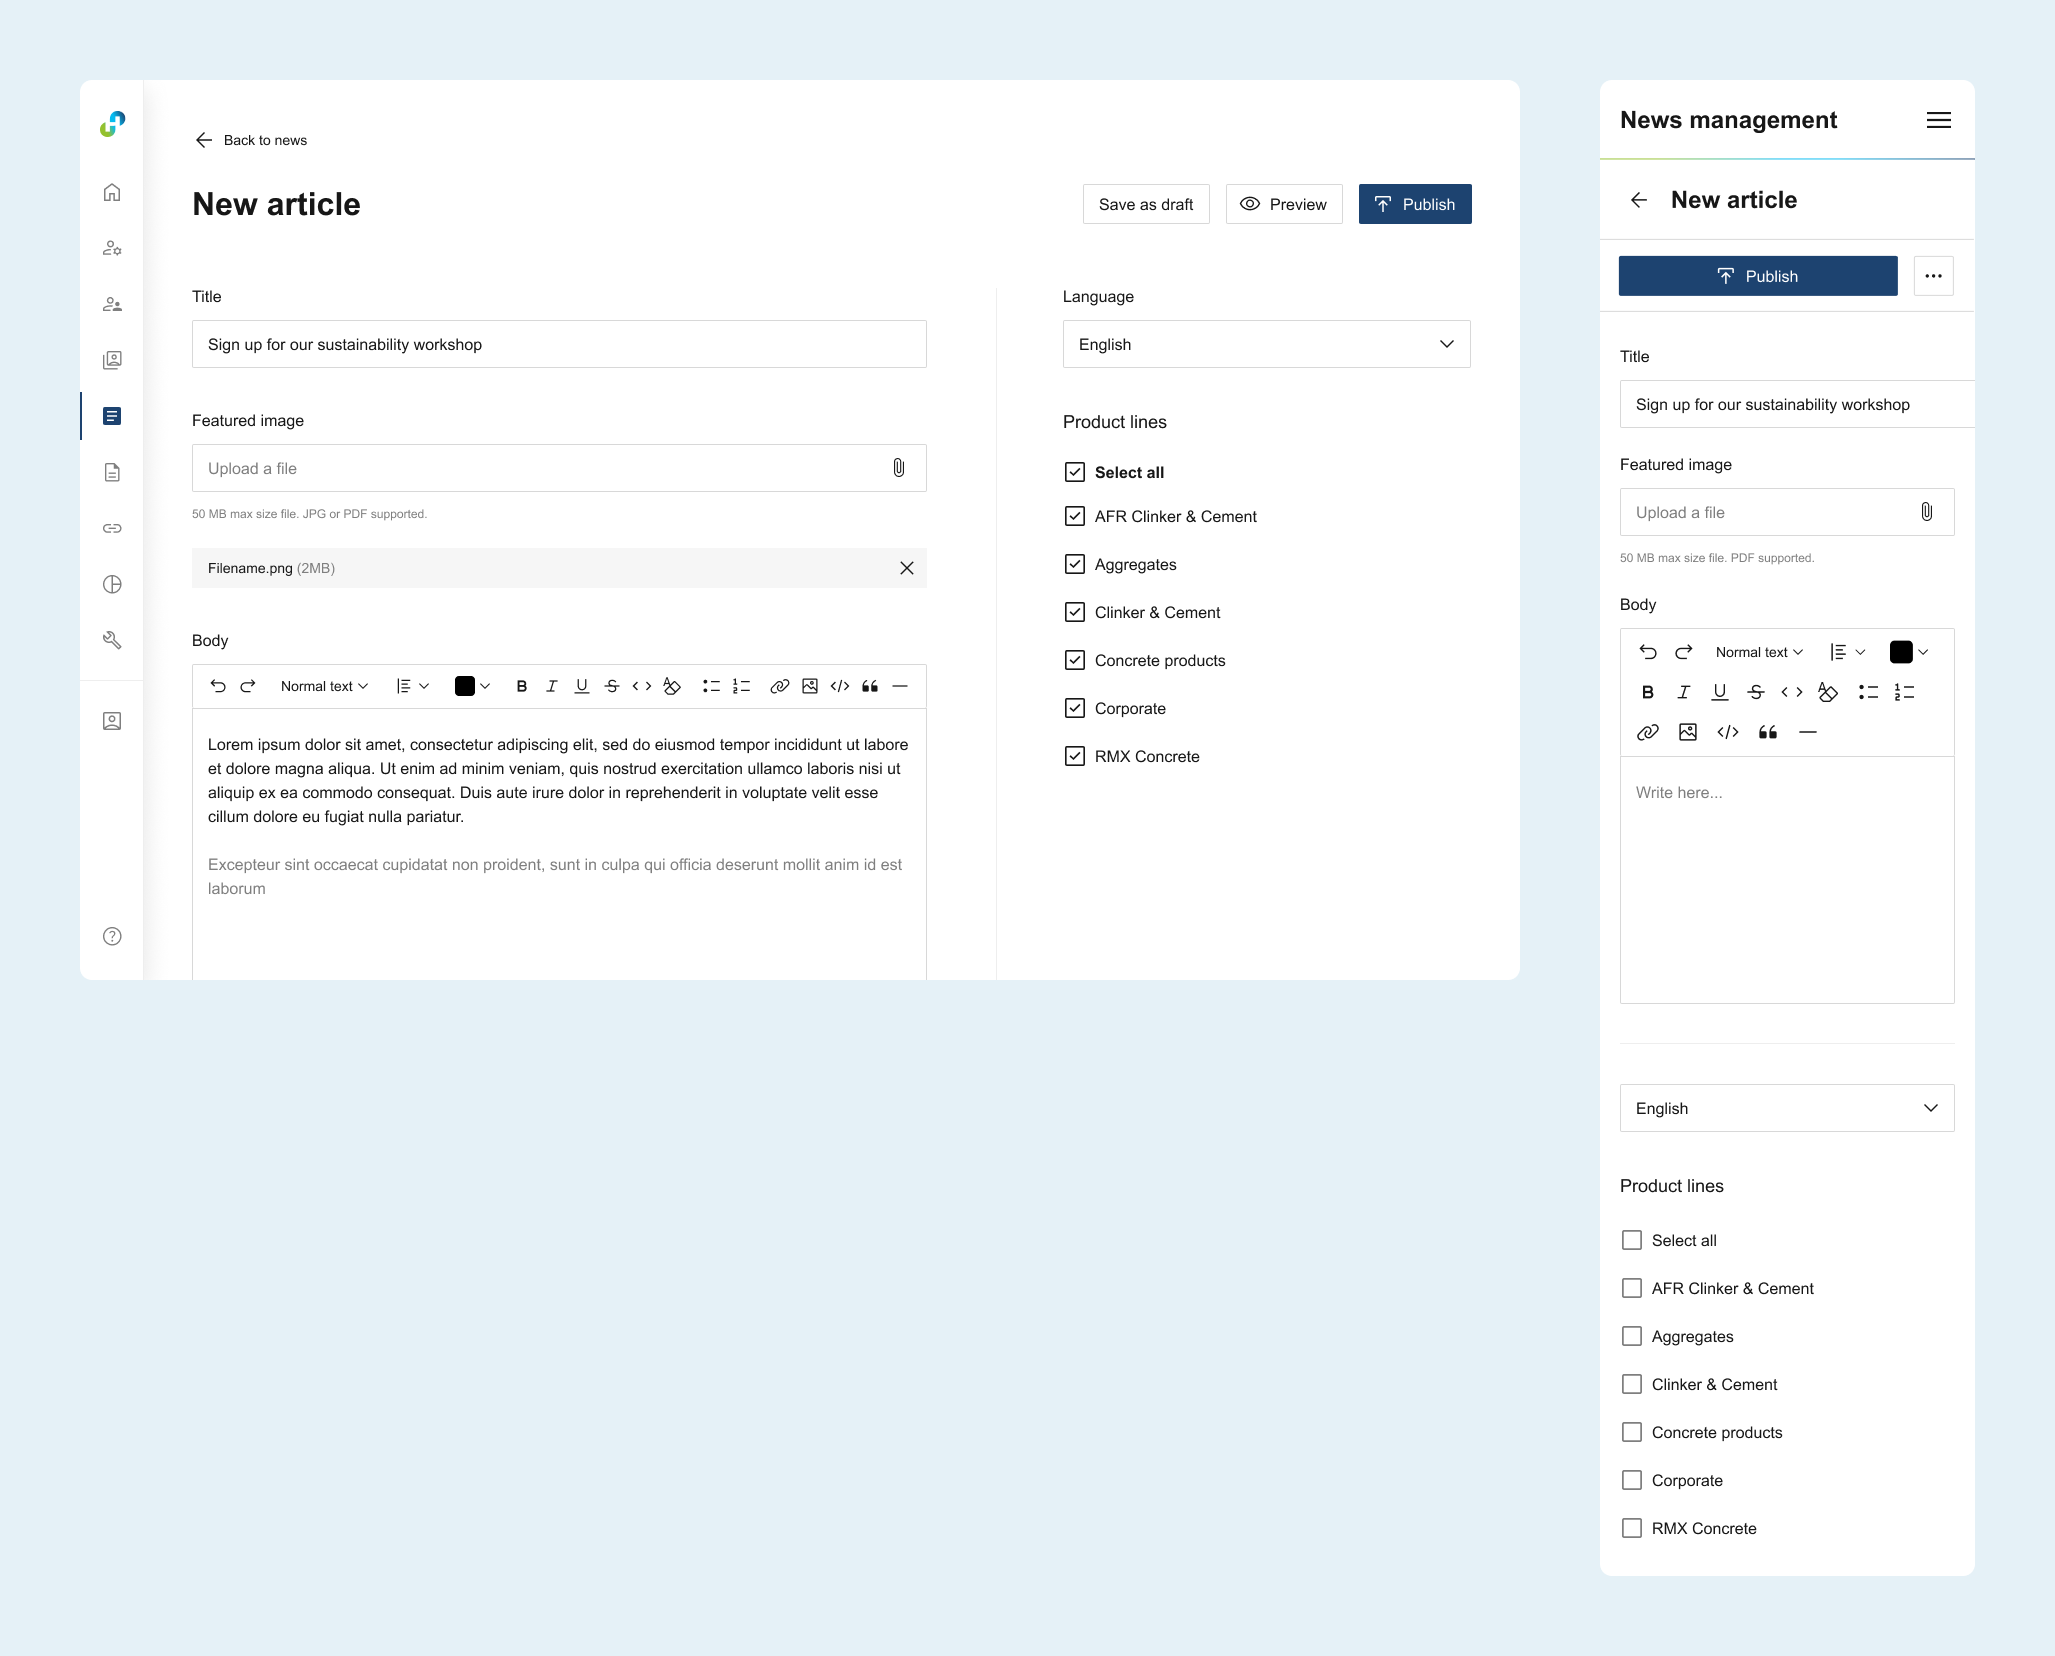 Back to news
New article
Save as draft
Preview
Publish
Title
Sign up for our sustainability workshop
Featured image
Upload a file
50 MB max size file. JPG or PDF supported.
Filename.png (2MB)
Body
Normal text
Lorem ipsum dolor sit amet, consectetur adipiscing elit, sed do eiusmod tempor incididunt ut labore
et dolore magna aliqua. Ut enim ad minim veniam, quis nostrud exercitation ullamco laboris nisi ut
aliquip ex ea commodo consequat. Duis aute irure dolor in reprehenderit in voluptate velit esse
cillum dolore eu fugiat nulla pariatur.
Excepteur sint occaecat cupidatat non proident, sunt in culpa qui officia deserunt mollit anim id est
laborum
Language
English
Product lines
Select all
AFR Clinker & Cement
Aggregates
Clinker & Cement
Concrete products
Corporate
RMX Concrete
News management
New article
Publish
Title
Sign up for our sustainability workshop
Featured image
Upload a file
50 MB max size file. PDF supported.
Body
Normal text
Write here...
English
Product lines
Select all
AFR Clinker & Cement
Aggregates
Clinker & Cement
Concrete products
Corporate
RMX Concrete